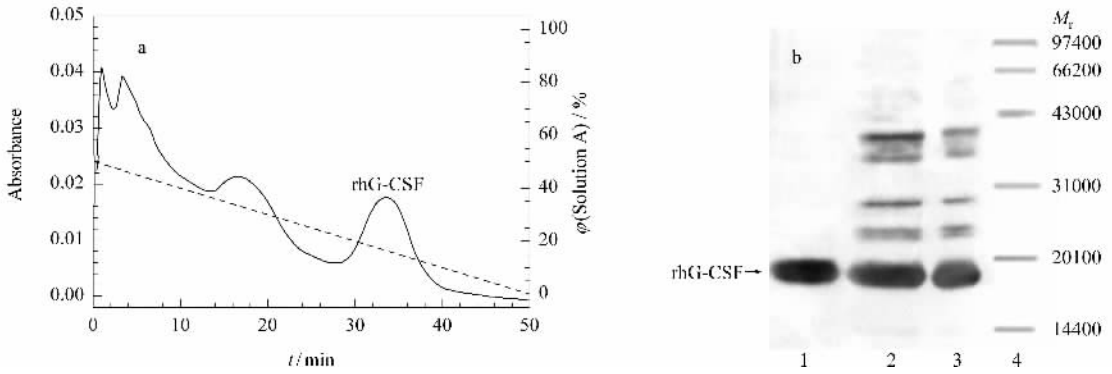 a
Absorbance
0.05
0.04
0.03
0.02
0.01
0.00
0
10
20
30
40
50
t/min
rhG-CSF
100
80
60
40
20
0
φ(Solution A) / %
b
rhG-CSF→
Mr
97400
66200
43000
31000
20100
14400
1 2 3 4